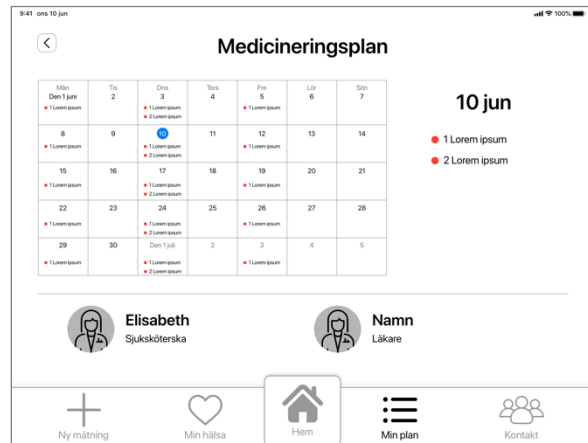 9:41 ons 10 jun 100%
Medicineringsplan
Mån Tis Ons Tors Fre Lör Sön
Den 1 juni 2 3 4 5 6 7
1 Lorem ipsum 1 Lorem ipsum 1 Lorem ipsum
2 Lorem ipsum
8 9 10 11 12 13 14
1 Lorem ipsum 1 Lorem ipsum 1 Lorem ipsum
2 Lorem ipsum
15 16 17 18 19 20 21
1 Lorem ipsum 1 Lorem ipsum 1 Lorem ipsum
2 Lorem ipsum
22 23 24 25 26 27 28
1 Lorem ipsum 1 Lorem ipsum 1 Lorem ipsum
2 Lorem ipsum
29 30 Den 1 juli 2 3 4 5
1 Lorem ipsum 1 Lorem ipsum 1 Lorem ipsum
2 Lorem ipsum
10 jun
1 Lorem ipsum
2 Lorem ipsum
Elisabeth
Sjuksköterska
Namn
Läkare
Ny mätning Min hälsa Hem Min plan Kontakt